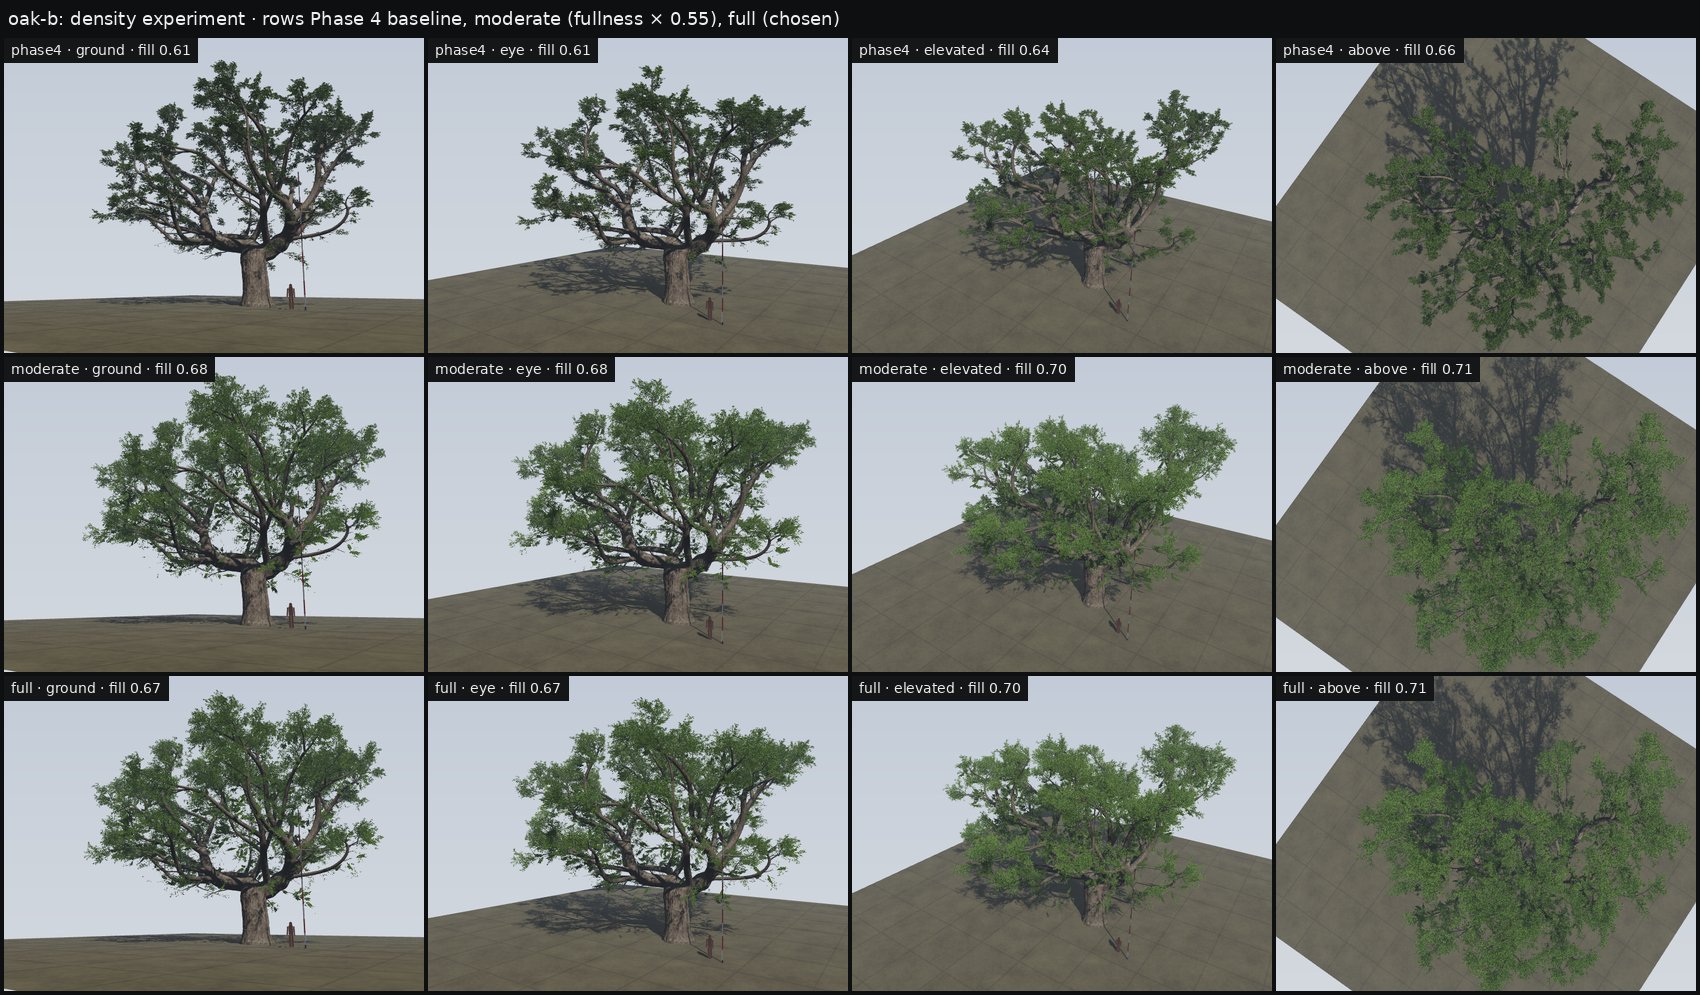 oak-b: density experiment · rows Phase 4 baseline, moderate (fullness × 0.55), full (chosen)
phase4 · ground · fill 0.61
phase4 · eye · fill 0.61
phase4 · elevated · fill 0.64
phase4 · above · fill 0.66
moderate · ground · fill 0.68
moderate · eye · fill 0.68
moderate · elevated · fill 0.70
moderate · above · fill 0.71
full · ground · fill 0.67
full · eye · fill 0.67
full · elevated · fill 0.70
full · above · fill 0.71